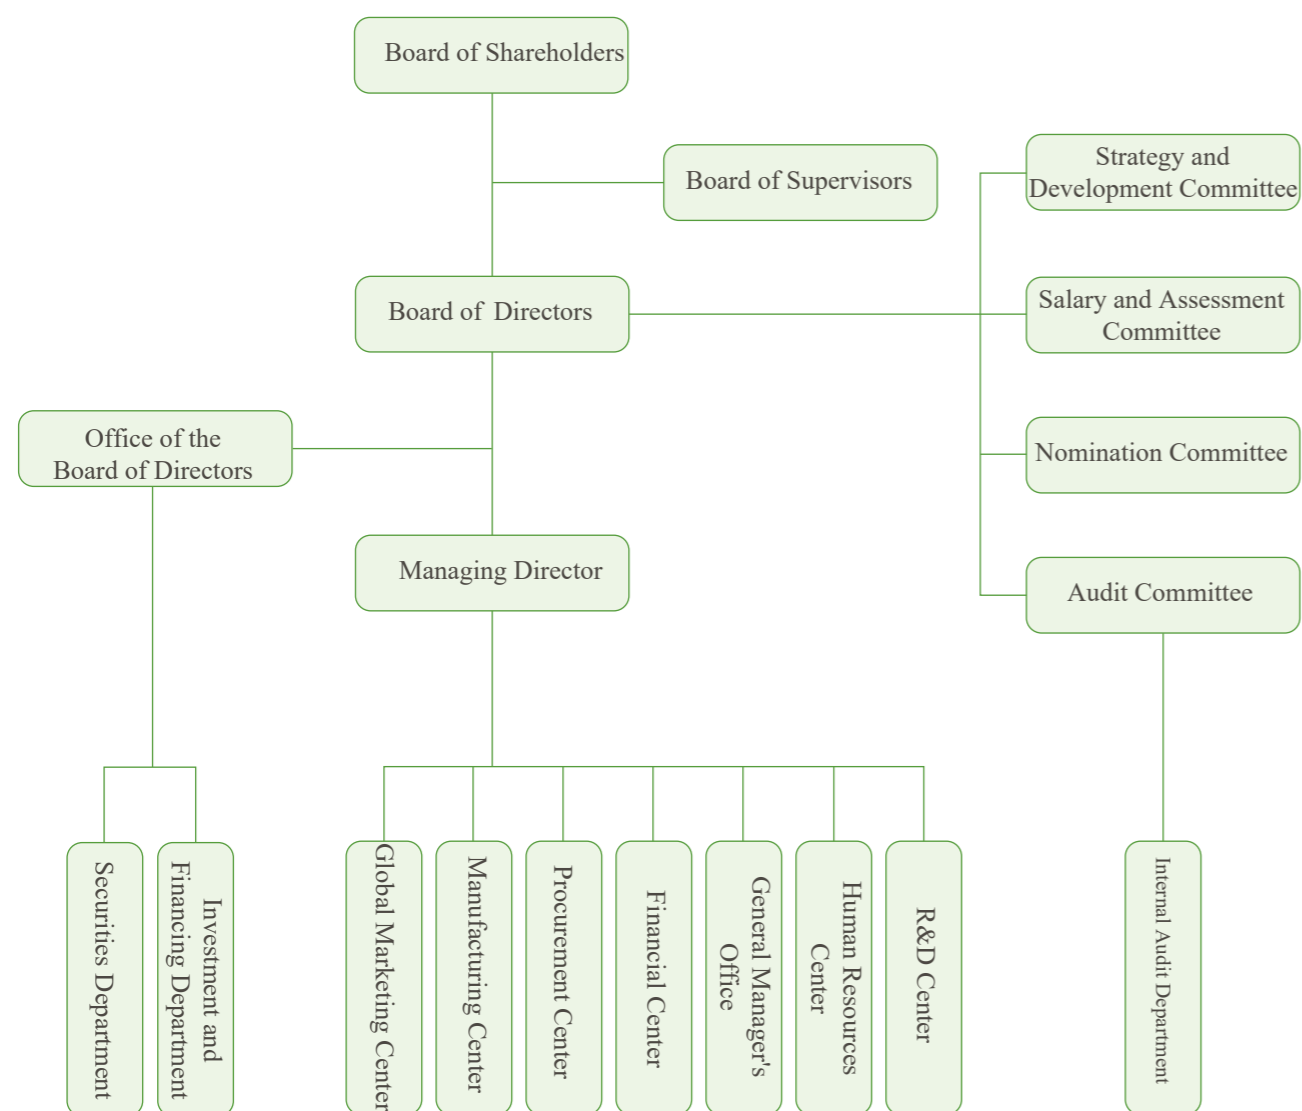 Board of Shareholders
Board of Supervisors
Strategy and
Development Committee
Board of Directors
Salary and Assessment
Committee
Office of the
Board of Directors
Nomination Committee
Managing Director
Audit Committee
Securities Department
Investment and
Financing Department
Global Marketing Center
Manufacturing Center
Procurement Center
Financial Center
General Manager's
Office
Human Resources
Center
R&D Center
Internal Audit Department